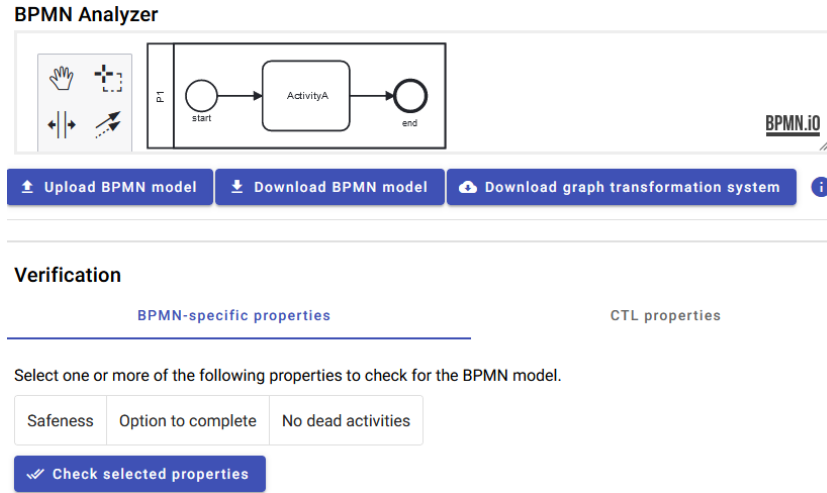 BPMN Analyzer
P1
start
ActivityA
end
BPMN.iO
Upload BPMN model
Download BPMN model
Download graph transformation system
i
Verification
BPMN-specific properties
CTL properties
Select one or more of the following properties to check for the BPMN model.
Safeness
Option to complete
No dead activities
Check selected properties